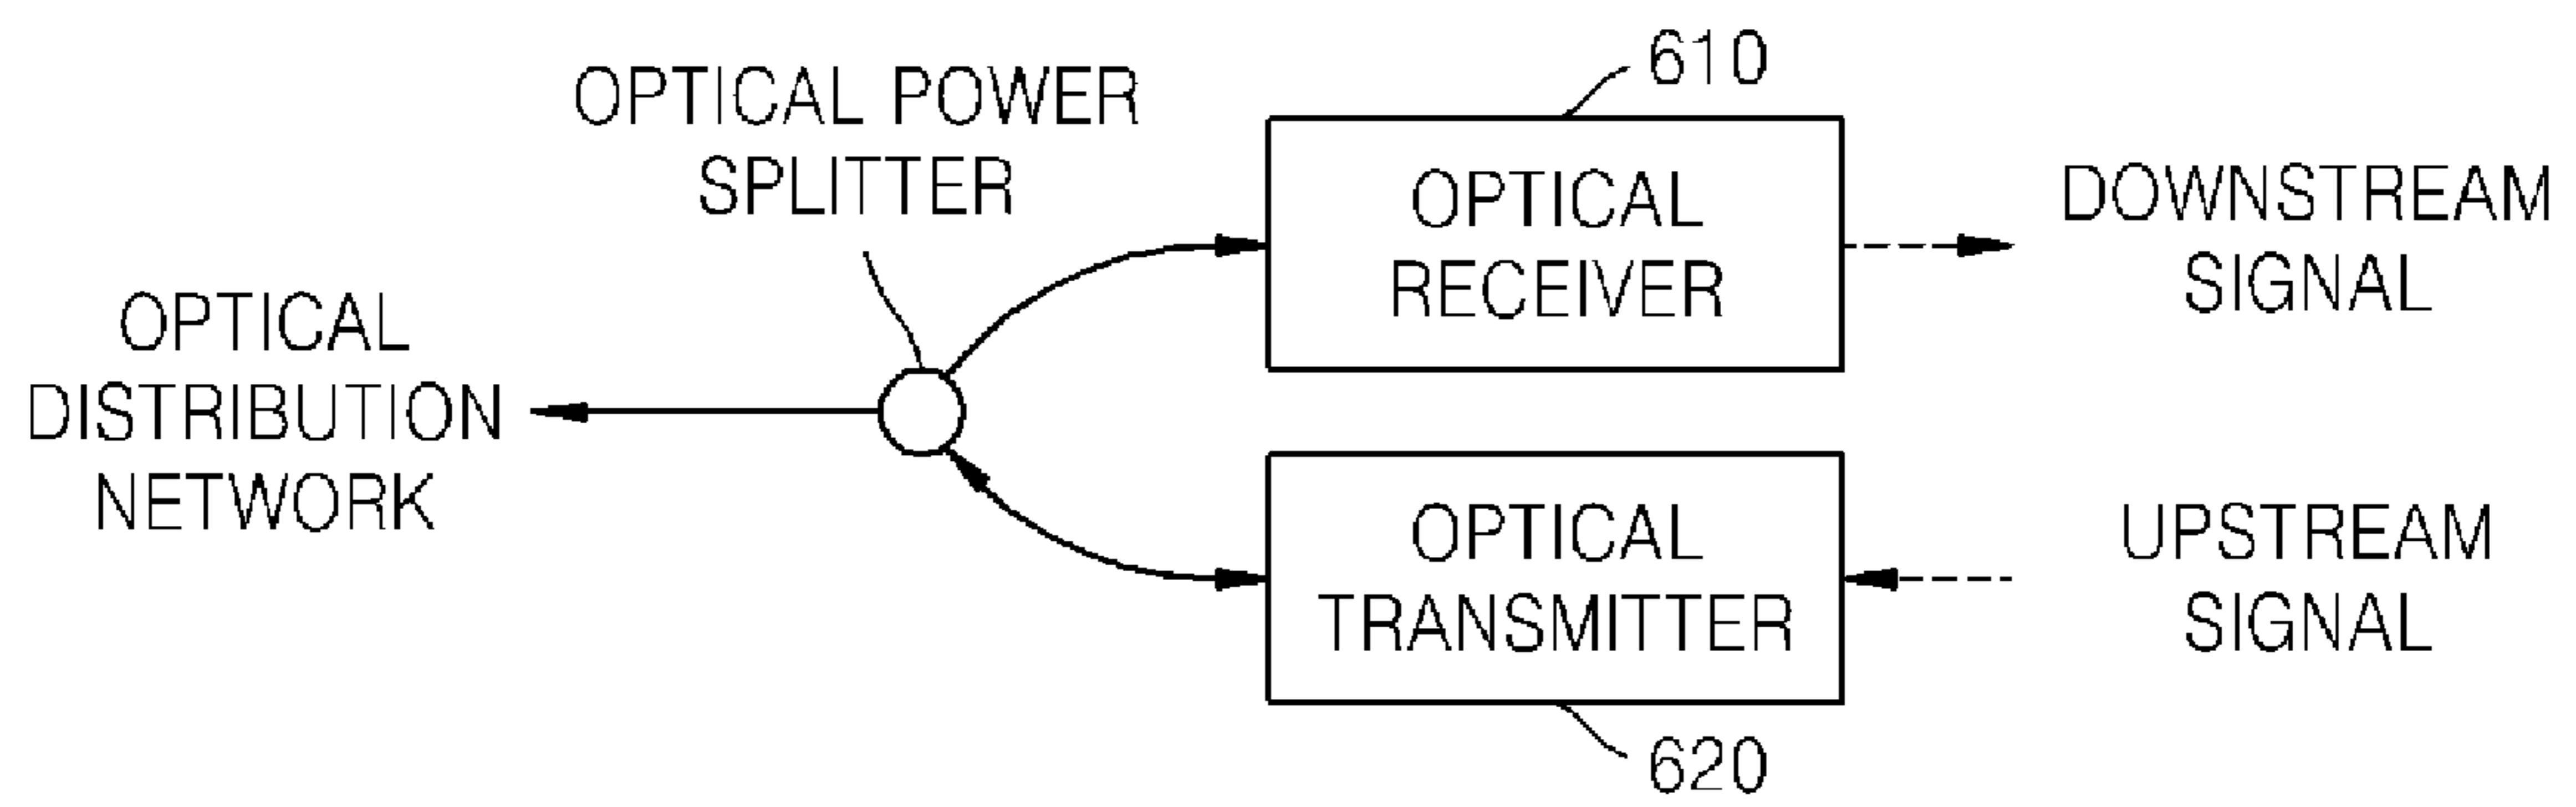 610
OPTICAL POWER
SPLITTER
OPTICAL
RECEIVER
DOWNSTREAM
SIGNAL
OPTICAL
DISTRIBUTION
NETWORK
OPTICAL
TRANSMITTER
UPSTREAM
SIGNAL
620